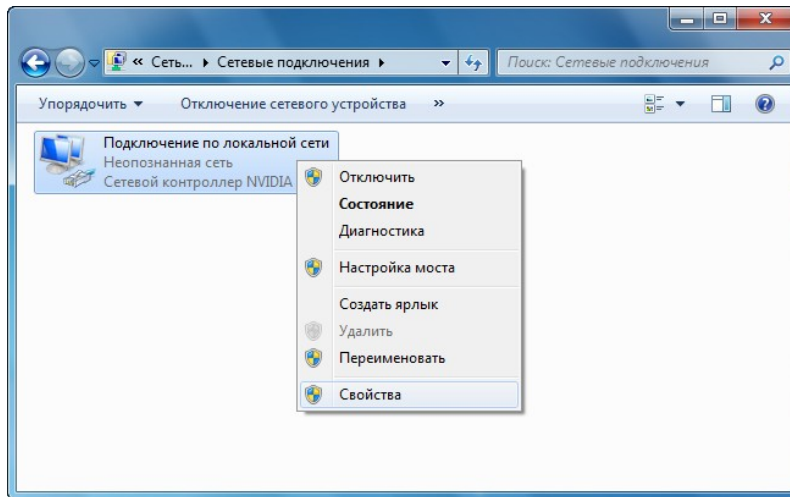 « Сеть... ▸ Сетевые подключения ▸
Поиск: Сетевые подключения
Упорядочить ▾ Отключение сетевого устройства »
Подключение по локальной сети
Неопознанная сеть
Сетевой контроллер NVIDIA
Отключить
Состояние
Диагностика
Настройка моста
Создать ярлык
Удалить
Переименовать
Свойства